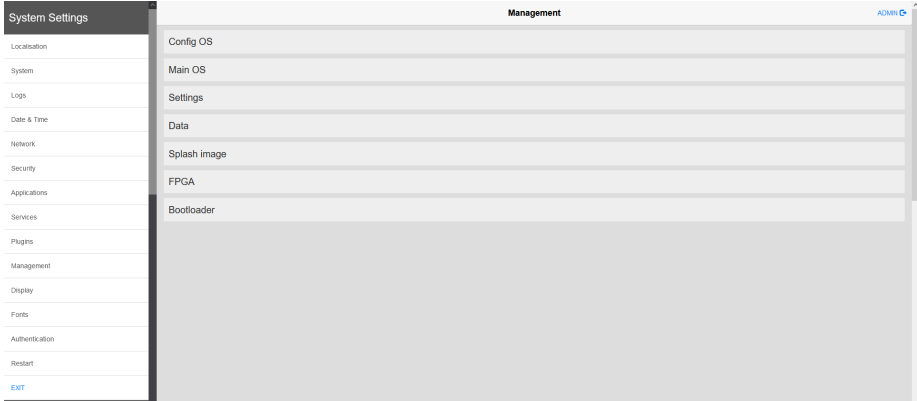 System Settings
Localisation
System
Logs
Date & Time
Network
Security
Applications
Services
Plugins
Management
Display
Fonts
Authentication
Restart
EXIT
Management
ADMIN
Config OS
Main OS
Settings
Data
Splash image
FPGA
Bootloader